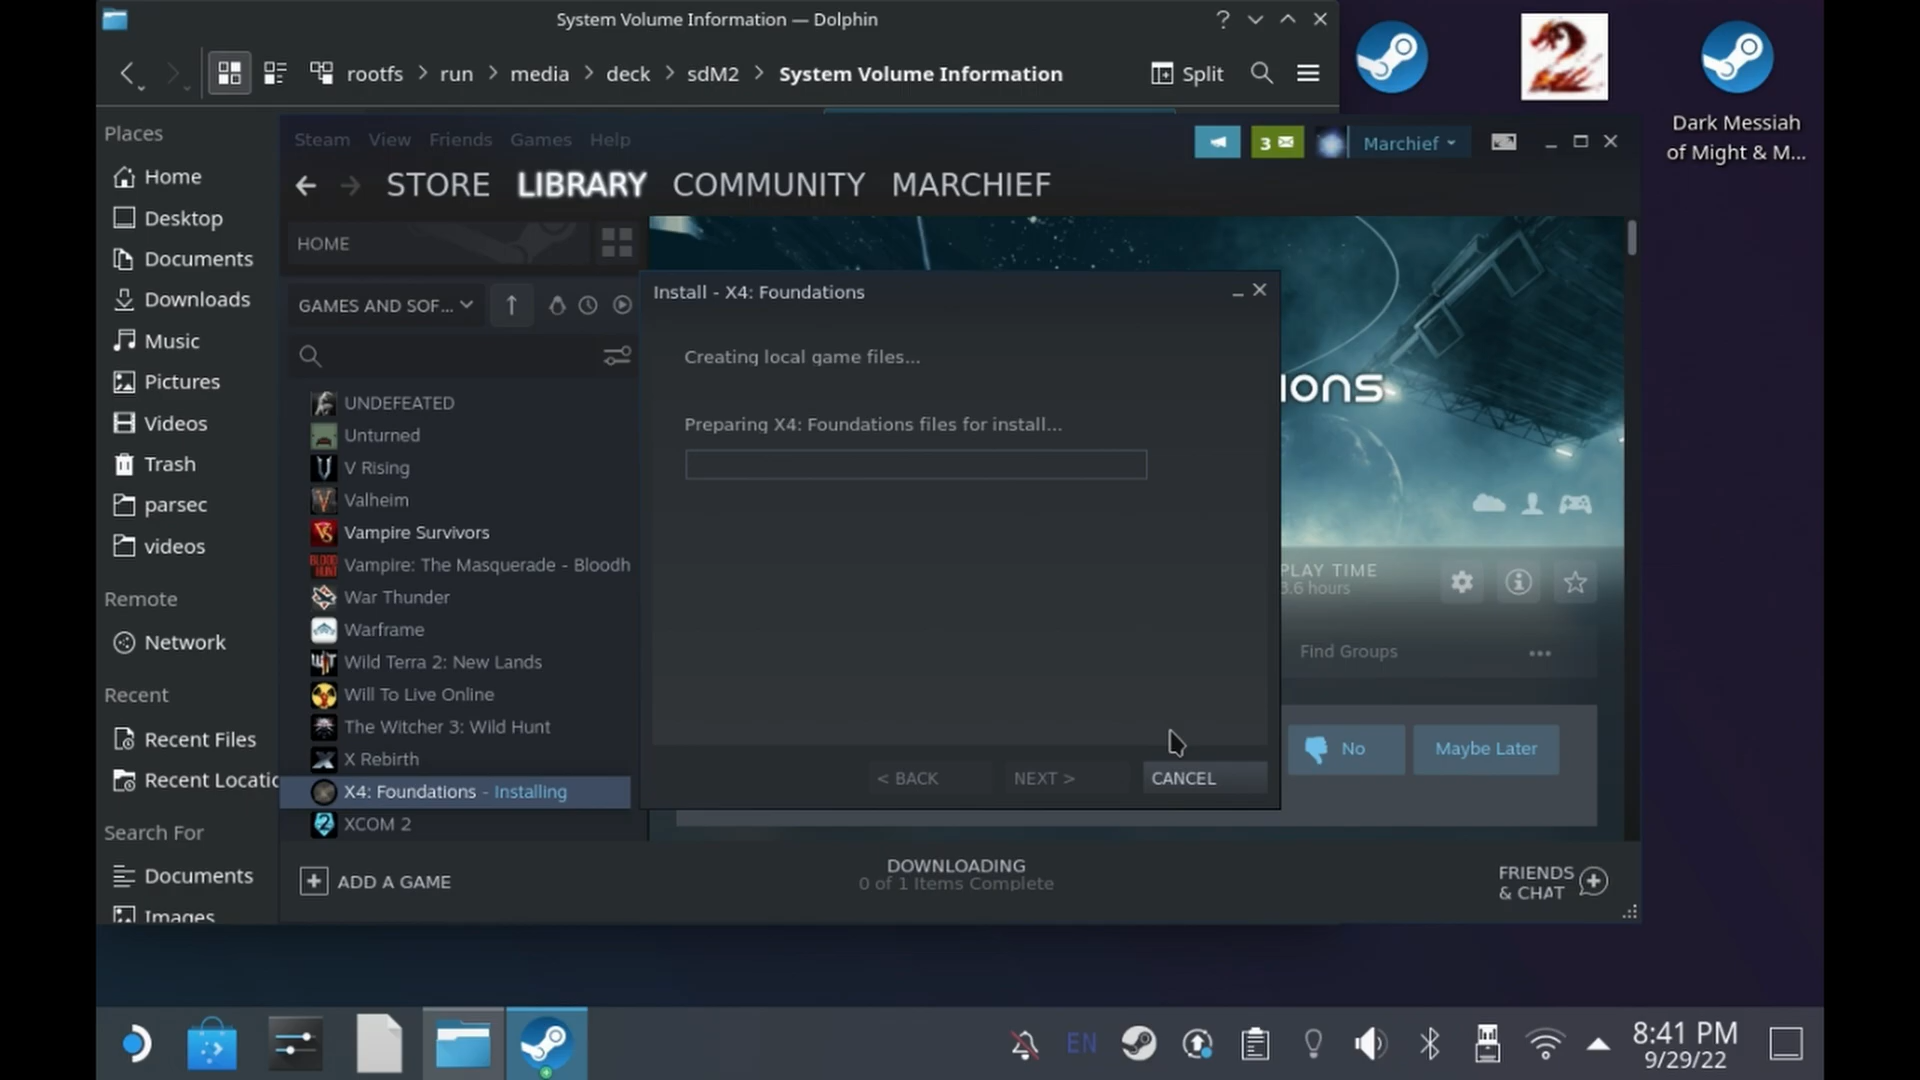 System Volume Information — Dolphin
rootfs > run > media > deck > sdM2 > System Volume Information
Split
Dark Messiah
of Might & M...
Places
Home
Desktop
Documents
Downloads
Music
Pictures
Videos
Trash
parsec
videos
Remote
Network
Recent
Recent Files
Recent Locatic
Search For
Documents
Images
Steam View Friends Games Help
3
Marchief
STORE LIBRARY COMMUNITY MARCHIEF
HOME
GAMES AND SOF...
UNDEFEATED
Unturned
V Rising
Valheim
Vampire Survivors
Vampire: The Masquerade - Bloodh
War Thunder
Warframe
Wild Terra 2: New Lands
Will To Live Online
The Witcher 3: Wild Hunt
X Rebirth
X4: Foundations - Installing
XCOM 2
Install - X4: Foundations
Creating local game files...
Preparing X4: Foundations files for install...
< BACK
NEXT >
CANCEL
IONS
PLAY TIME
3.6 hours
Find Groups
No
Maybe Later
ADD A GAME
DOWNLOADING
0 of 1 Items Complete
FRIENDS
& CHAT
EN
8:41 PM
9/29/22